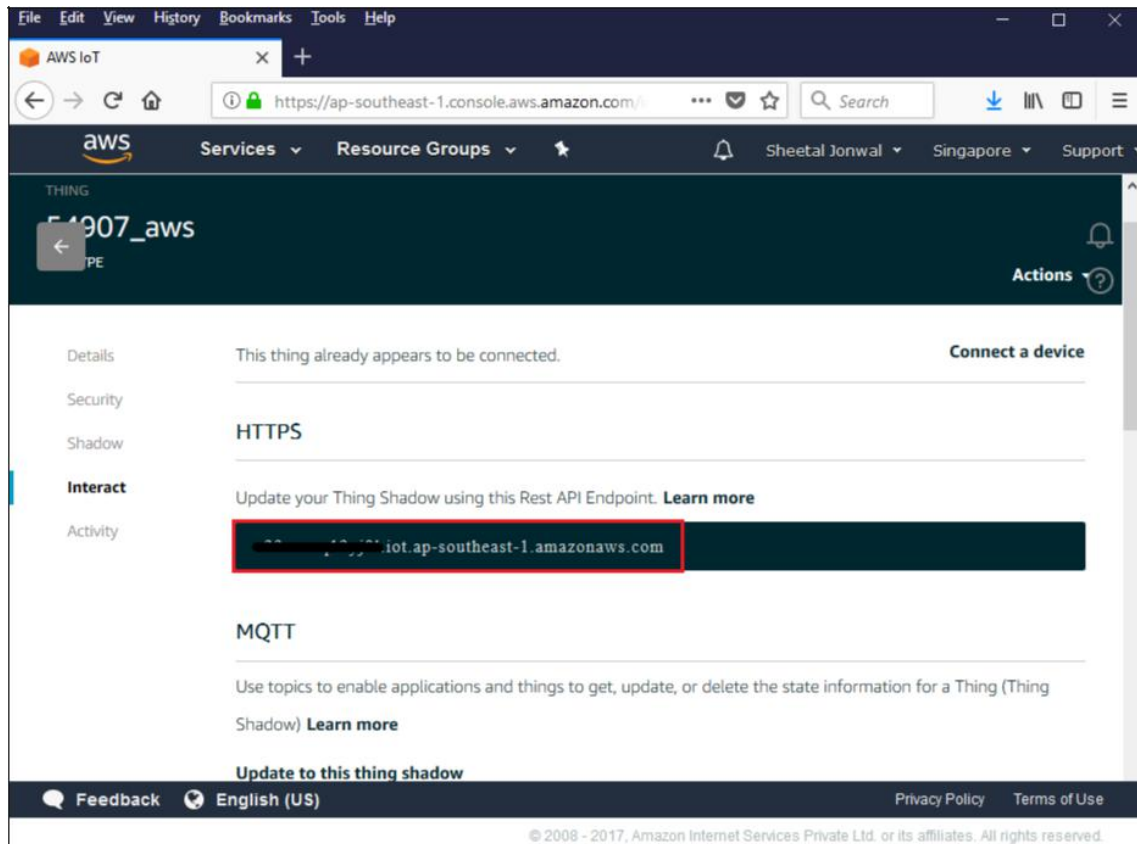 File Edit View History Bookmarks Tools Help
AWS IoT
https://ap-southeast-1.console.aws.amazon.com/
Search
aws Services Resource Groups Sheetal Jonwal Singapore Support
THING
907_aws
Actions
Details
Security
Shadow
Interact
Activity
This thing already appears to be connected.
Connect a device
HTTPS
Update your Thing Shadow using this Rest API Endpoint. Learn more
.iot.ap-southeast-1.amazonaws.com
MQTT
Use topics to enable applications and things to get, update, or delete the state information for a Thing (Thing
Shadow) Learn more
Update to this thing shadow
Feedback English (US) Privacy Policy Terms of Use
© 2008 - 2017, Amazon Internet Services Private Ltd. or its affiliates. All rights reserved.